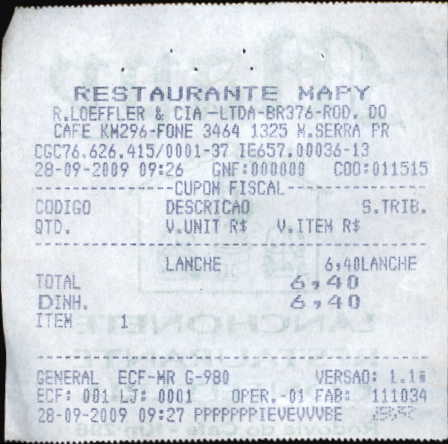 RESTAURANTE MAPY
R.LOEFFLER & CIA -LTDA-BR376-ROD. DO
CAFE KM296-FONE 3464 1325 M.SERRA PR
CGC76.626.415/0001-37 IE657.00036-13
28-09-2009 09:26 GNF:000000 COO:011515
------------------CUPOM FISCAL------------------
CODIGO DESCRICAO S.TRIB.
QTD. V.UNIT R$ V.ITEM R$
LANCHE 6,40LANCHE
TOTAL 6,40
DINH. 6,40
ITEM 1
GENERAL ECF-MR G-980 VERSAO:
ECF: 001 LJ: 0001 OPER.-01 FAB: 111034
28-09-2009 09:27 PPPPPPPIEVEVVVBE